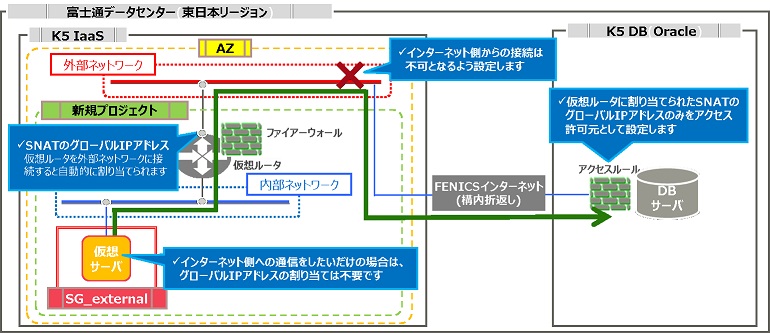 富士通データセンター (東日本リージョン)
K5 IaaS
K5 DB (Oracle)
AZ
外部ネットワーク
✓インターネット側からの接続は
不可となるよう設定します
新規プロジェクト
✓仮想ルータに割り当てられたSNATの
グローバルIPアドレスのみをアクセス
許可元として設定します
ファイアーウォール
✓SNATのグローバルIPアドレス
仮想ルータを外部ネットワークに接
続すると自動的に割り当てられます
仮想ルータ
アクセスルール
内部ネットワーク
FENICSインターネット
(構内折返し)
DB
サーバ
仮想
サーバ
✓インターネット側への通信をしたいだけの場合は、
グローバルIPアドレスの割り当ては不要です
SG_external